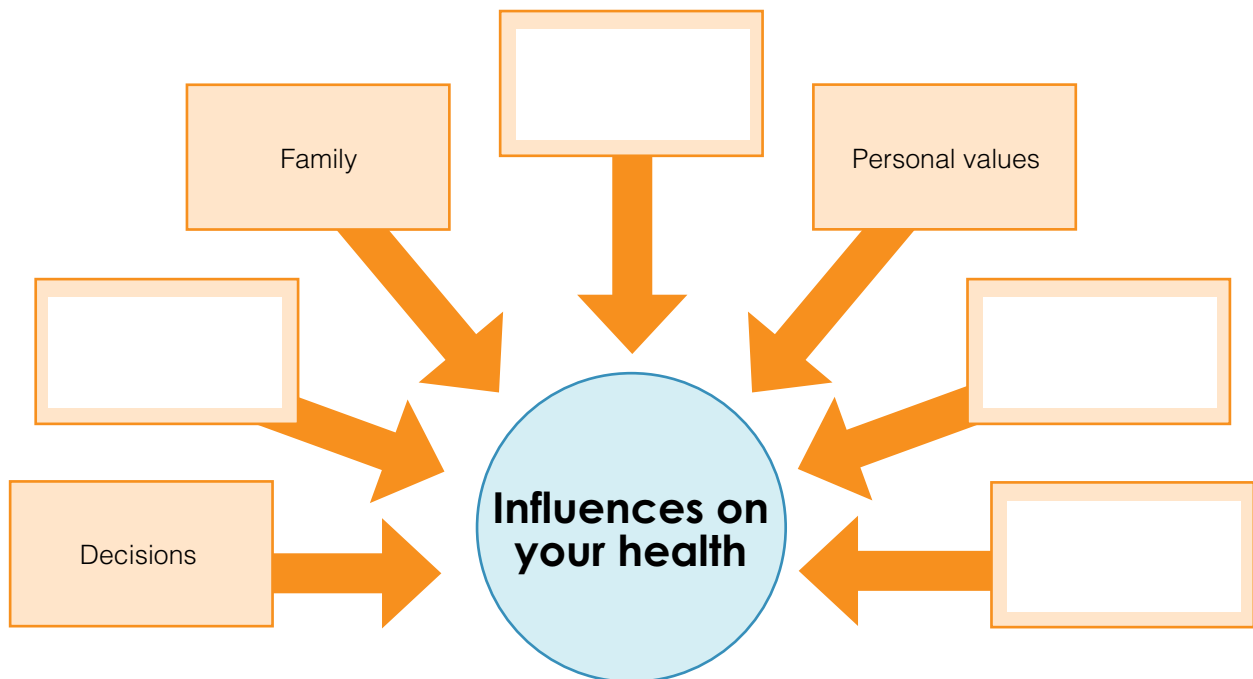 Family
Personal values
Decisions
Influences on
your health